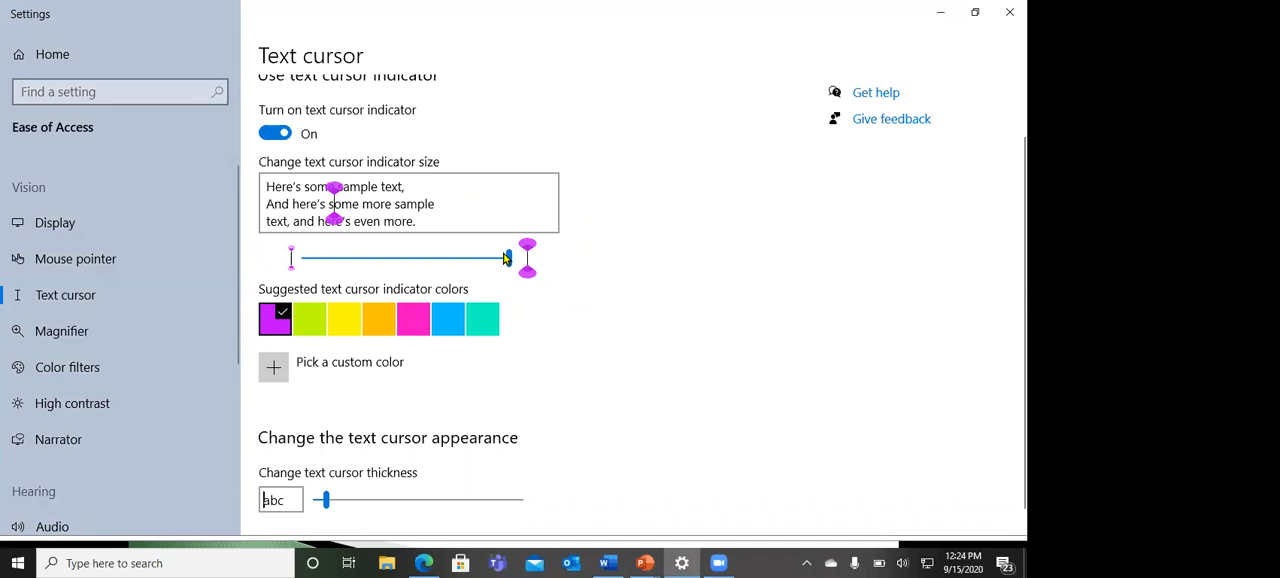 Settings
Home
Find a setting
Ease of Access
Vision
Display
Mouse pointer
Text cursor
Magnifier
Color filters
High contrast
Narrator
Hearing
Audio
Text cursor
Use text cursor indicator
Turn on text cursor indicator
On
Change text cursor indicator size
Here's some sample text,
And here's some more sample
text, and here's even more.
Suggested text cursor indicator colors
Pick a custom color
Change the text cursor appearance
Change text cursor thickness
abc
Get help
Give feedback
Type here to search
12:24 PM
9/15/2020
23